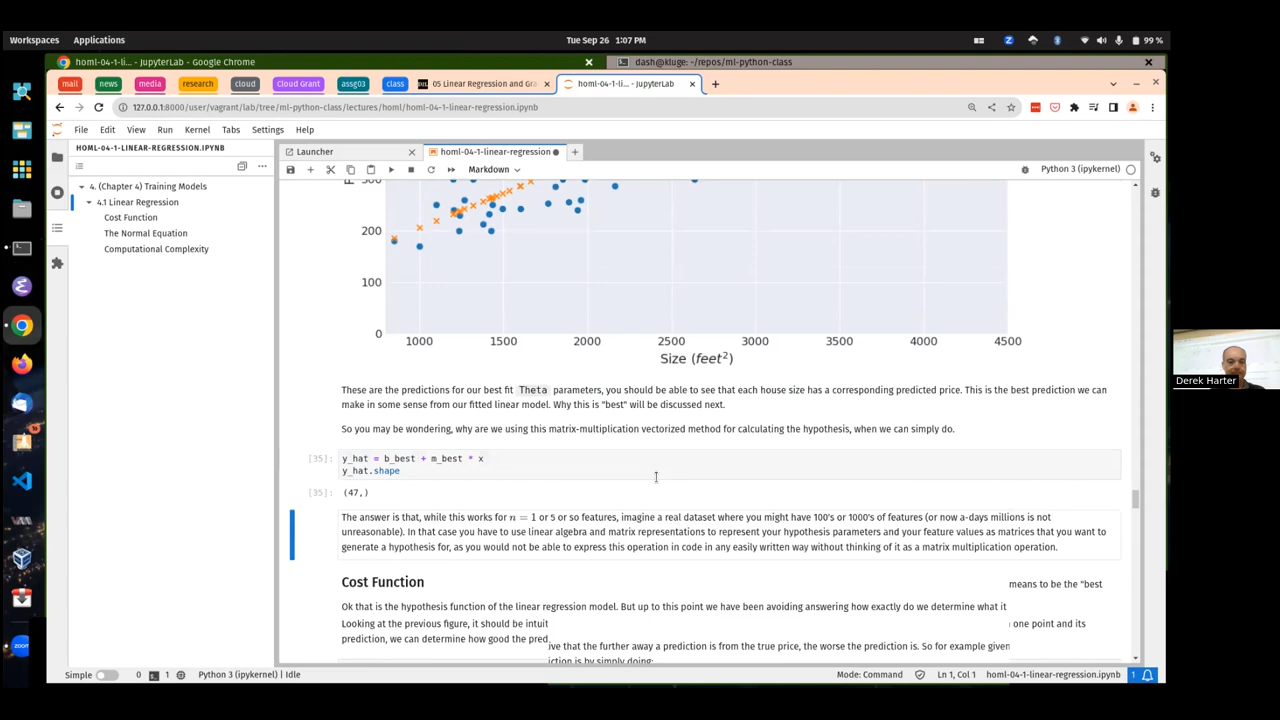 Workspaces Applications Tue Sep 26 1:07 PM 99 %
homl-04-1-li... - JupyterLab - Google Chrome dash@kluge: ~/repos/ml-python-class
mail news media research cloud Cloud Grant assg03 class 05 Linear Regression and Gr homl-04-1-li... - JupyterLab
127.0.0.1:8000/user/vagrant/lab/tree/ml-python-class/lectures/homl/homl-04-1-linear-regression.ipynb
File Edit View Run Kernel Tabs Settings Help
HOML-04-1-LINEAR-REGRESSION.IPYNB
Launcher homl-04-1-linear-regression
Markdown Python 3 (ipykernel)
4. (Chapter 4) Training Models
4.1 Linear Regression
Cost Function
The Normal Equation
Computational Complexity
300
200
100
0
1000 1500 2000 2500 3000 3500 4000 4500
Size (feet²)
Derek Harter
These are the predictions for our best fit Theta parameters, you should be able to see that each house size has a corresponding predicted price. This is the best prediction we can
make in some sense from our fitted linear model. Why this is "best" will be discussed next.
So you may be wondering, why are we using this matrix-multiplication vectorized method for calculating the hypothesis, when we can simply do.
[35]: y_hat = b_best + m_best * x
y_hat.shape
[35]: (47,)
The answer is that, while this works for n = 1 or 5 or so features, imagine a real dataset where you might have 100's or 1000's of features (or now a-days millions is not
unreasonable). In that case you have to use linear algebra and matrix representations to represent your hypothesis parameters and your feature values as matrices that you want to
generate a hypothesis for, as you would not be able to express this operation in code in any easily written way without thinking of it as a matrix multiplication operation.
Cost Function
means to be the "best
Ok that is the hypothesis function of the linear regression model. But up to this point we have been avoiding answering how exactly do we determine what it
Looking at the previous figure, it should be intuit one point and its
prediction, we can determine how good the pred
ive that the further away a prediction is from the true price, the worse the prediction is. So for example given
iction is by simply doing:
Simple 0 1 Python 3 (ipykernel) | Idle Mode: Command Ln 1, Col 1 homl-04-1-linear-regression.ipynb 1
zoom